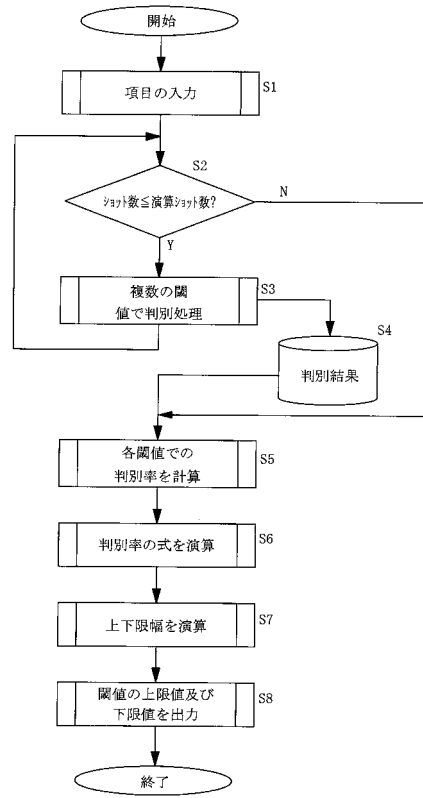 開始
項目の入力
S1
S2
ショット数≦演算ショット数?
N
Y
複数の閾
値で判別処理
S3
S4
判別結果
各閾値での
判別率を計算
S5
判別率の式を演算
S6
上下限幅を演算
S7
閾値の上限値及び
下限値を出力
S8
終了